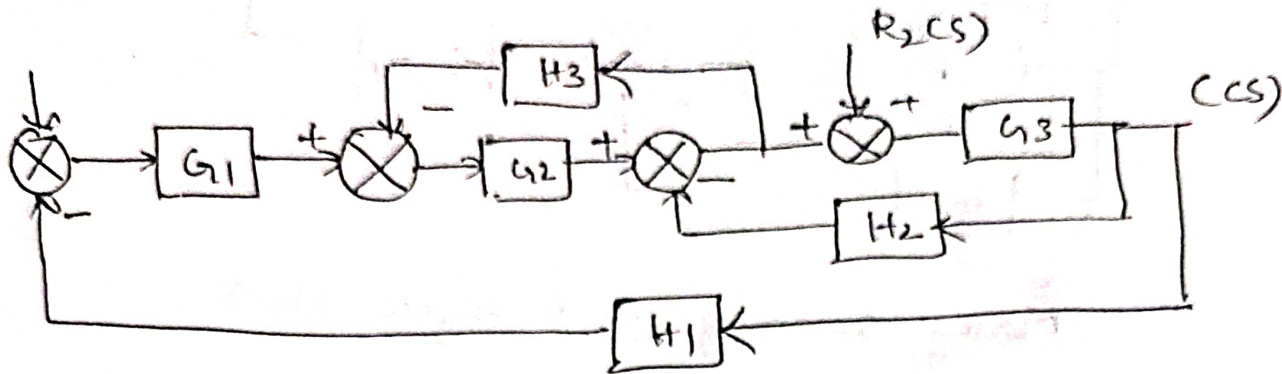 R2(S)
H3
C(S)
+
-
+
+
+
G1
G2
G3
-
H2
-
H1